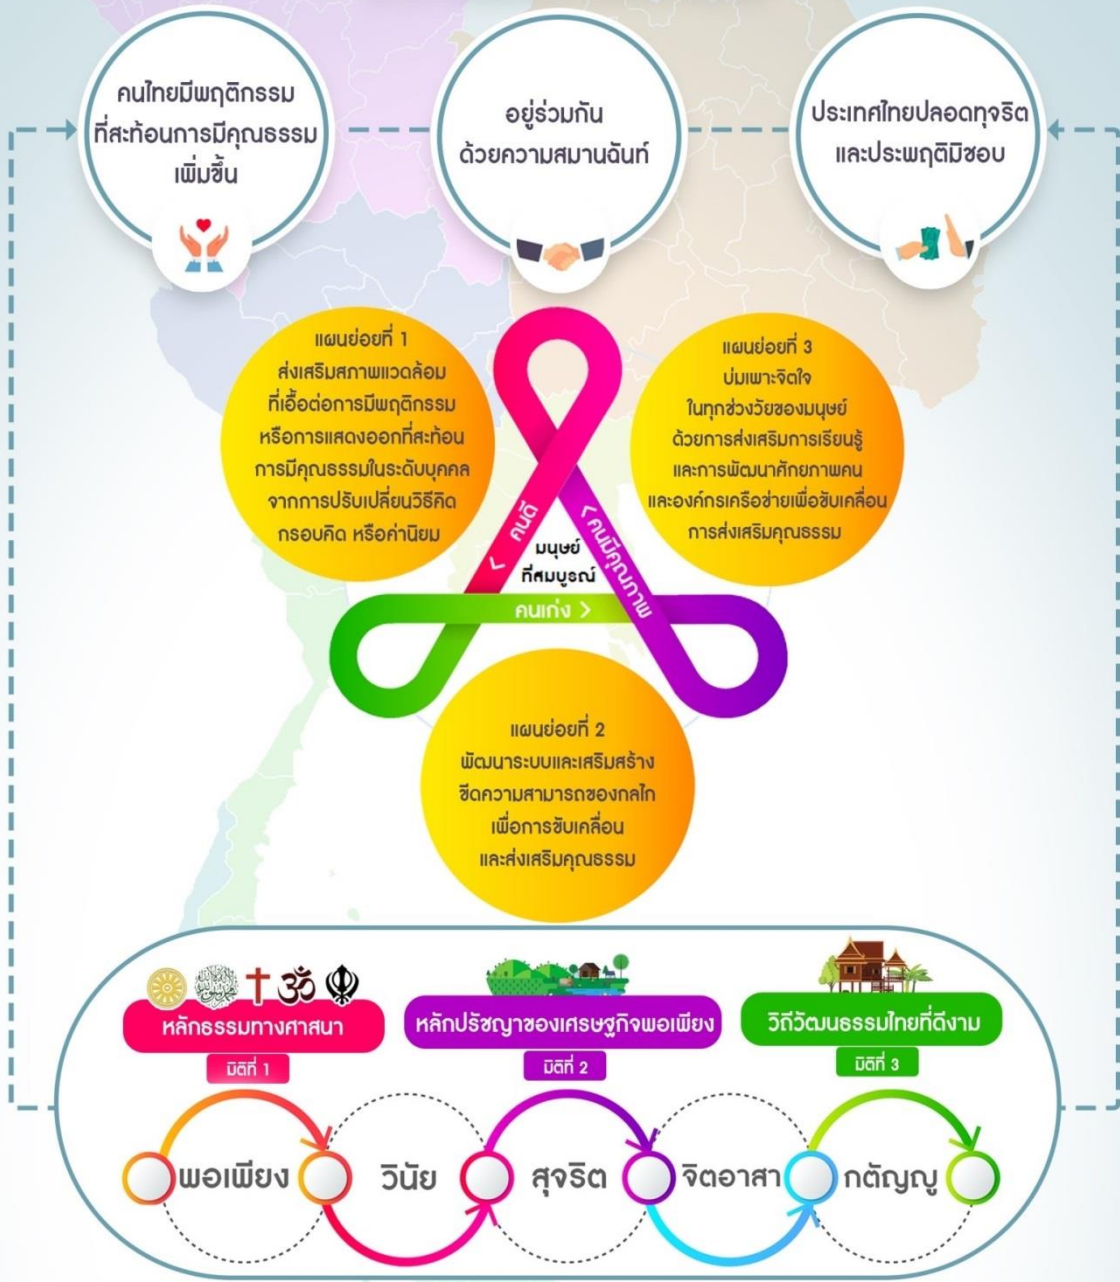 คนไทยมีพฤติกรรม
ที่สะท้อนการมีคุณธรรม
เพิ่มขึ้น
อยู่ร่วมกัน
ด้วยความสมานฉันท์
ประเทศไทยปลอดทุจริต
และประพฤติมิชอบ
แผนย่อยที่ 1
ส่งเสริมสภาพแวดล้อม
ที่เอื้อต่อการมีพฤติกรรม
หรือการแสดงออกที่สะท้อน
การมีคุณธรรมในระดับบุคคล
จากการปรับเปลี่ยนวิธีคิด
กรอบคิด หรือค่านิยม
แผนย่อยที่ 3
บ่มเพาะจิตใจ
ในทุกช่วงวัยของมนุษย์
ด้วยการส่งเสริมการเรียนรู้
และการพัฒนาศักยภาพคน
และองค์กรเครือข่ายเพื่อขับเคลื่อน
การส่งเสริมคุณธรรม
คนดี
คนมีคุณภาพ
มนุษย์
ที่สมบูรณ์
คนเก่ง
แผนย่อยที่ 2
พัฒนาระบบและเสริมสร้าง
ขีดความสามารถของกลไก
เพื่อการขับเคลื่อน
และส่งเสริมคุณธรรม
หลักธรรมทางศาสนา
มิติที่ 1
หลักปรัชญาของเศรษฐกิจพอเพียง
มิติที่ 2
วิถีวัฒนธรรมไทยที่ดีงาม
มิติที่ 3
พอเพียง
วินัย
สุจริต
จิตอาสา
กตัญญู